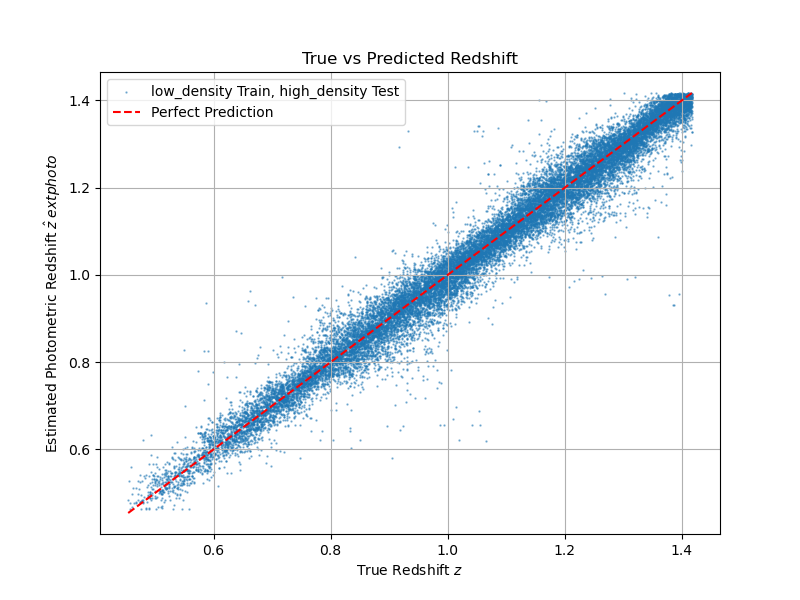 True vs Predicted Redshift
low_density Train, high_density Test
Perfect Prediction
Estimated Photometric Redshift ẑ extphoto
1.4
1.2
1.0
0.8
0.6
0.6 0.8 1.0 1.2 1.4
True Redshift z